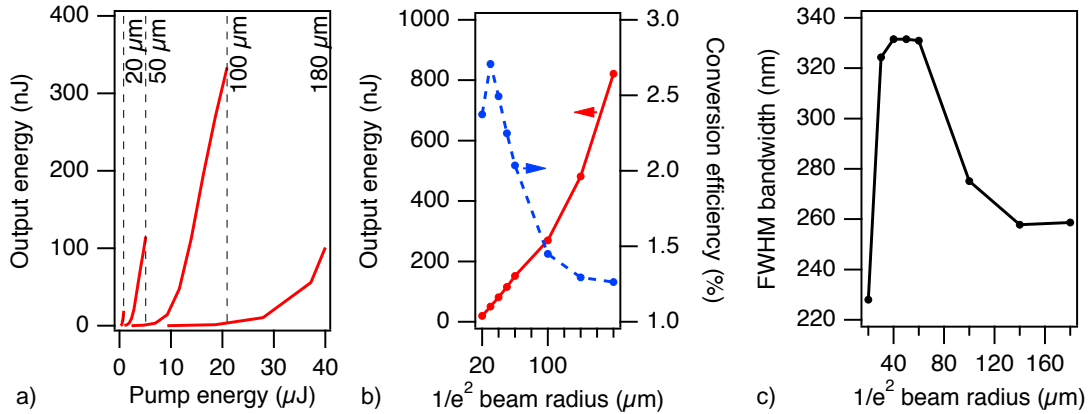 400
300
200
100
0
Output energy (nJ)
20 µm
50 µm
100 µm
180 µm
0
10
20
30
40
Pump energy (µJ)
a)
1000
800
600
400
200
0
Output energy (nJ)
3.0
2.5
2.0
1.5
1.0
Conversion efficiency (%)
20
100
1/e² beam radius (µm)
b)
340
320
300
280
260
240
220
FWHM bandwidth (nm)
40
80
120
160
1/e² beam radius (µm)
c)